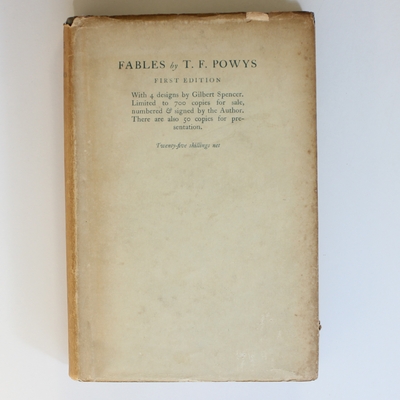 FABLES by T. F. POWYS
FIRST EDITION
With 4 designs by Gilbert Spencer.
Limited to 700 copies for sale,
numbered & signed by the Author.
There are also 50 copies for pre-
sentation.
Twenty-five shillings net